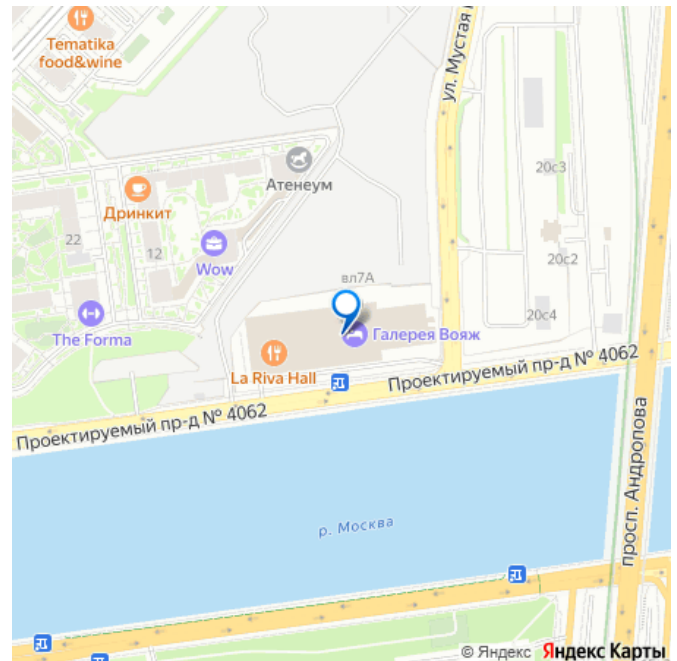 Tematika
food&wine
ул. Мустая
Атенеум
20с3
Дринкит
22
12
Wow
20с2
вл7А
20с4
The Forma
Галерея Вояж
La Riva Hall
Проектируемый пр-д № 4062
Проектируемый пр-д № 4062
просп. Андропова
р. Москва
© Яндекс Яндекс Карты